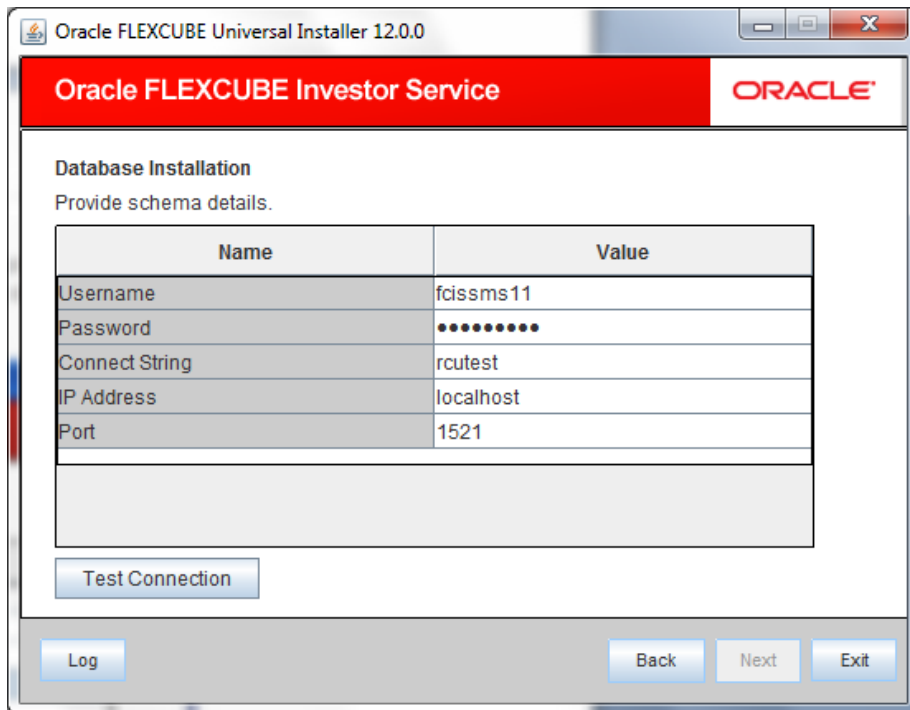 Oracle FLEXCUBE Universal Installer 12.0.0
Oracle FLEXCUBE Investor Service
ORACLE
Database Installation
Provide schema details.
Name Value
Username fcissms11
Password •••••••••
Connect String rcutest
IP Address localhost
Port 1521
Test Connection
Log Back Next Exit